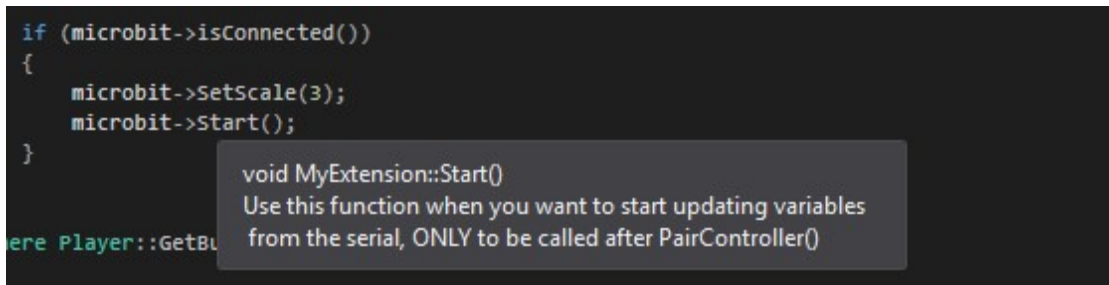 if (microbit->isConnected())
{
microbit->SetScale(3);
microbit->Start();
}
void MyExtension::Start()
Use this function when you want to start updating variables
from the serial, ONLY to be called after PairController()
Player::